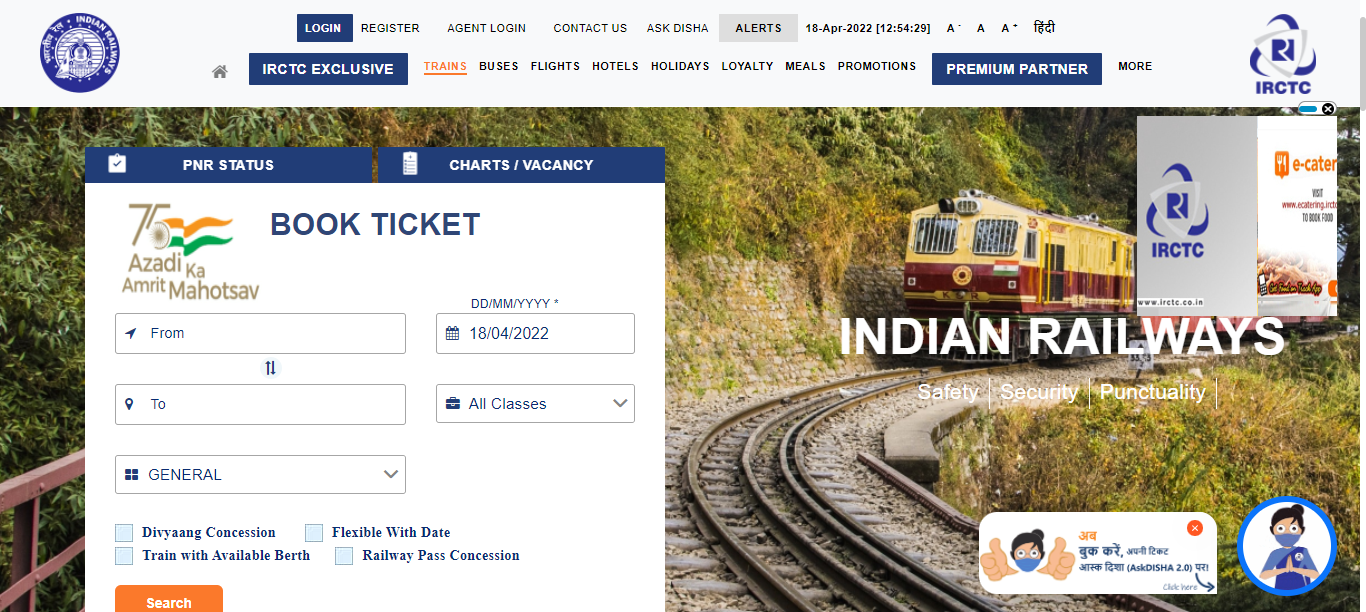 LOGIN REGISTER AGENT LOGIN CONTACT US ASK DISHA ALERTS 18-Apr-2022 [12:54:29] A- A A+ हिंदी
भारतीय रेल INDIAN RAILWAYS
IRCTC EXCLUSIVE TRAINS BUSES FLIGHTS HOTELS HOLIDAYS LOYALTY MEALS PROMOTIONS PREMIUM PARTNER MORE
IRCTC
PNR STATUS CHARTS / VACANCY
75 Azadi Ka
Amrit Mahotsav
BOOK TICKET
DD/MM/YYYY *
From 18/04/2022
To All Classes
GENERAL
Divyaang Concession Flexible With Date
Train with Available Berth Railway Pass Concession
Search
IRCTC
www.irctc.co.in
e-cater
VISIT
www.ecatering.irctc
TO BOOK FOOD
Get Food on Track App
INDIAN RAILWAYS
Safety Security Punctuality
अब
बुक करें, अपनी टिकट
आस्क दिशा (AskDISHA 2.0) पर!
Click here